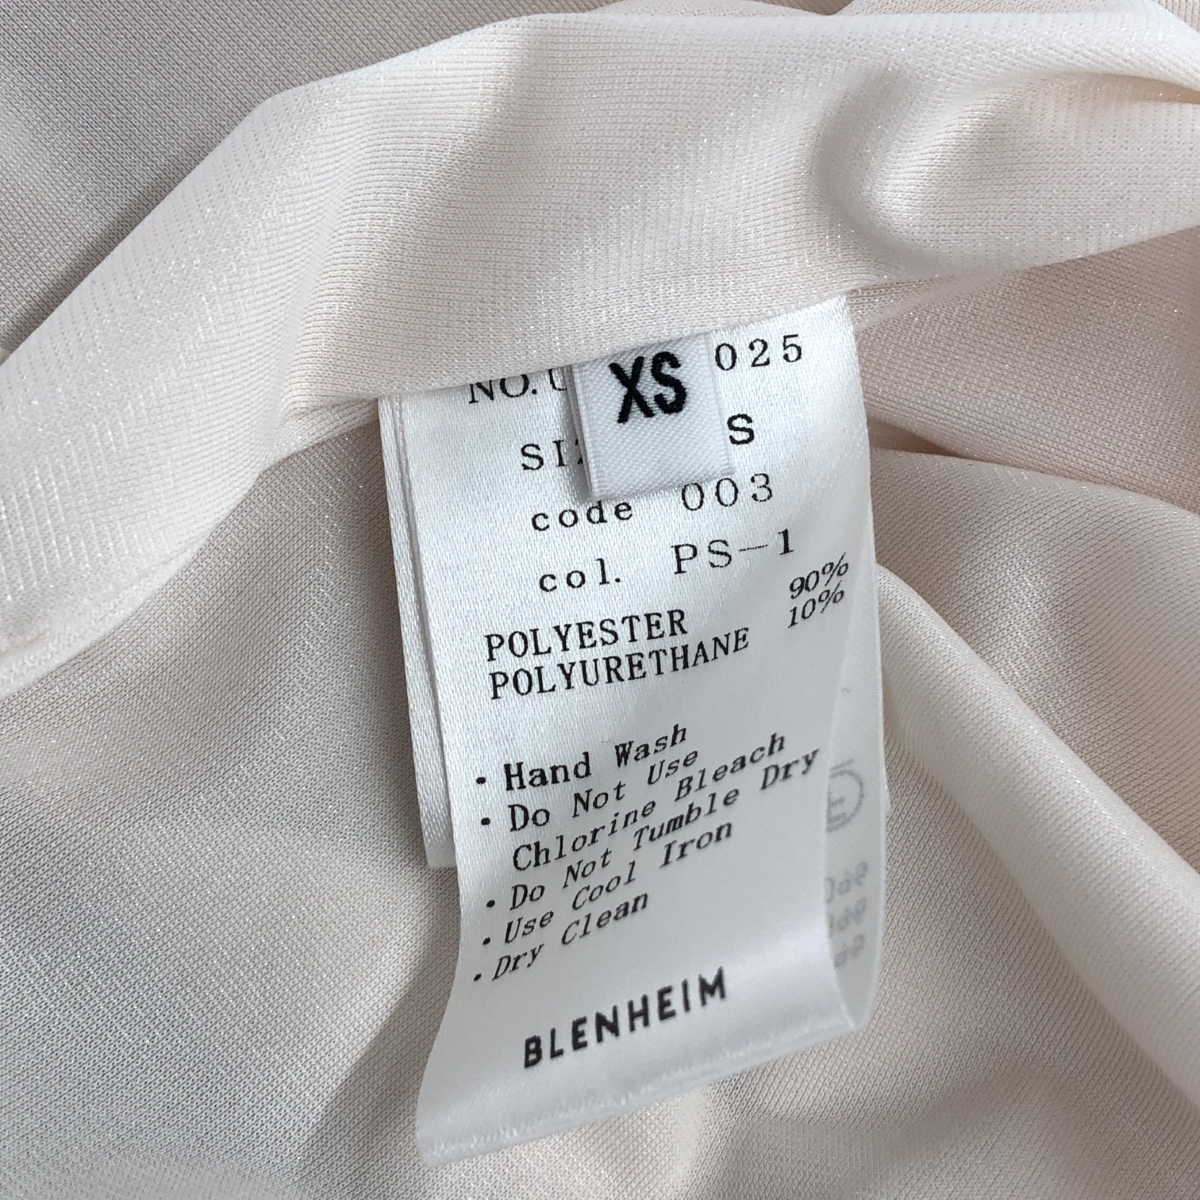 XS
NO. 025
S
code 003
col. PS-1
POLYESTER 90%
POLYURETHANE 10%
・Hand Wash
・Do Not Use
Chlorine Bleach
・Do Not Tumble Dry
・Use Cool Iron
・Dry Clean
BLENHEIM